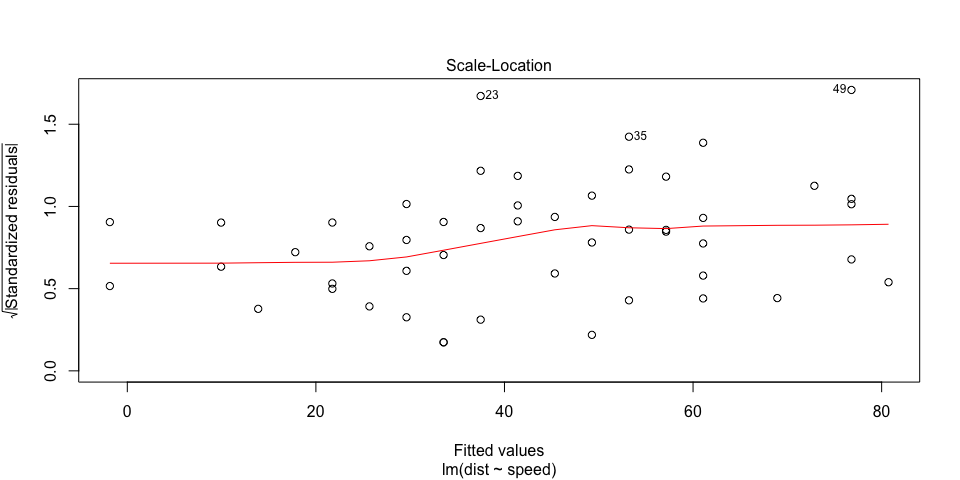 Scale-Location
√|Standardized residuals|
1.5
1.0
0.5
0.0
23
35
49
0 20 40 60 80
Fitted values
lm(dist ~ speed)